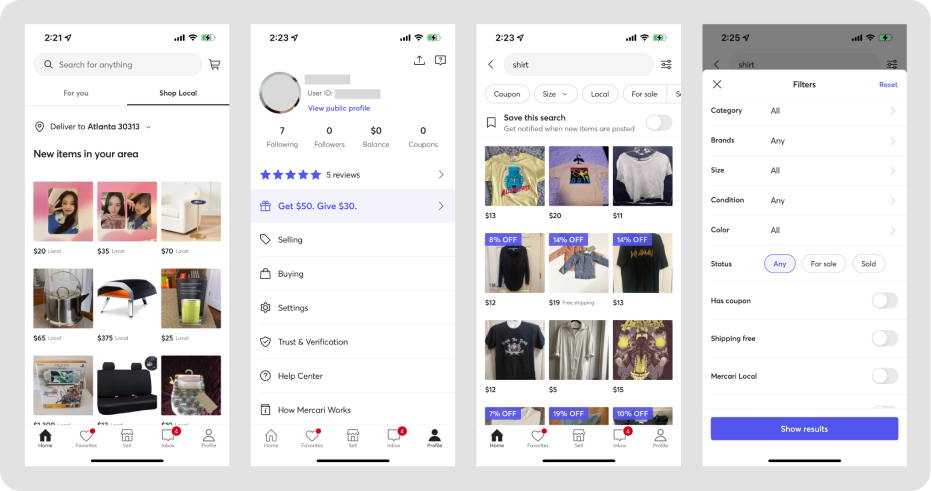 2:21
Search for anything
For you
Shop Local
Deliver to Atlanta 30313
New items in your area
$20 Local
$35 Local
$70 Local
$65 Local
$375 Local
$25 Local
$1,300 Local
$13 Local
$10 Local
Home
Favorites
Sell
4
Inbox
Profile
2:23
User ID:
View public profile
7
0
$0
0
Following
Followers
Balance
Coupons
5 reviews
Get $50. Give $30.
Selling
Buying
Settings
Trust & Verification
Help Center
How Mercari Works
Home
Favorites
Sell
4
Inbox
Profile
2:23
shirt
Coupon
Size
Local
For sale
S
Save this search
Get notified when new items are posted
$13
$20
$11
8% OFF
14% OFF
14% OFF
$12
$19 Free shipping
$13
$12
$5
$15
7% OFF
19% OFF
10% OFF
Home
Favorites
Sell
4
Inbox
Profile
2:25
shirt
Filters
Reset
Category
All
Brands
Any
Size
All
Condition
Any
Color
All
Status
Any
For sale
Sold
Has coupon
Shipping free
Mercari Local
Show results